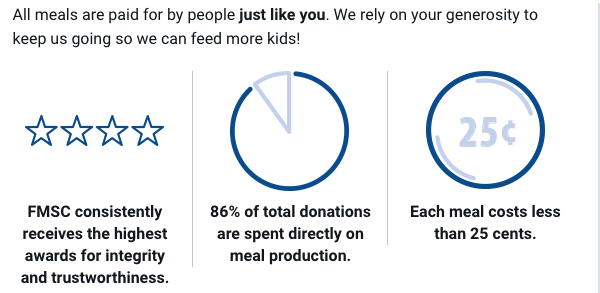 All meals are paid for by people just like you. We rely on your generosity to
keep us going so we can feed more kids!
25¢
FMSC consistently
receives the highest
awards for integrity
and trustworthiness.
86% of total donations
are spent directly on
meal production.
Each meal costs less
than 25 cents.